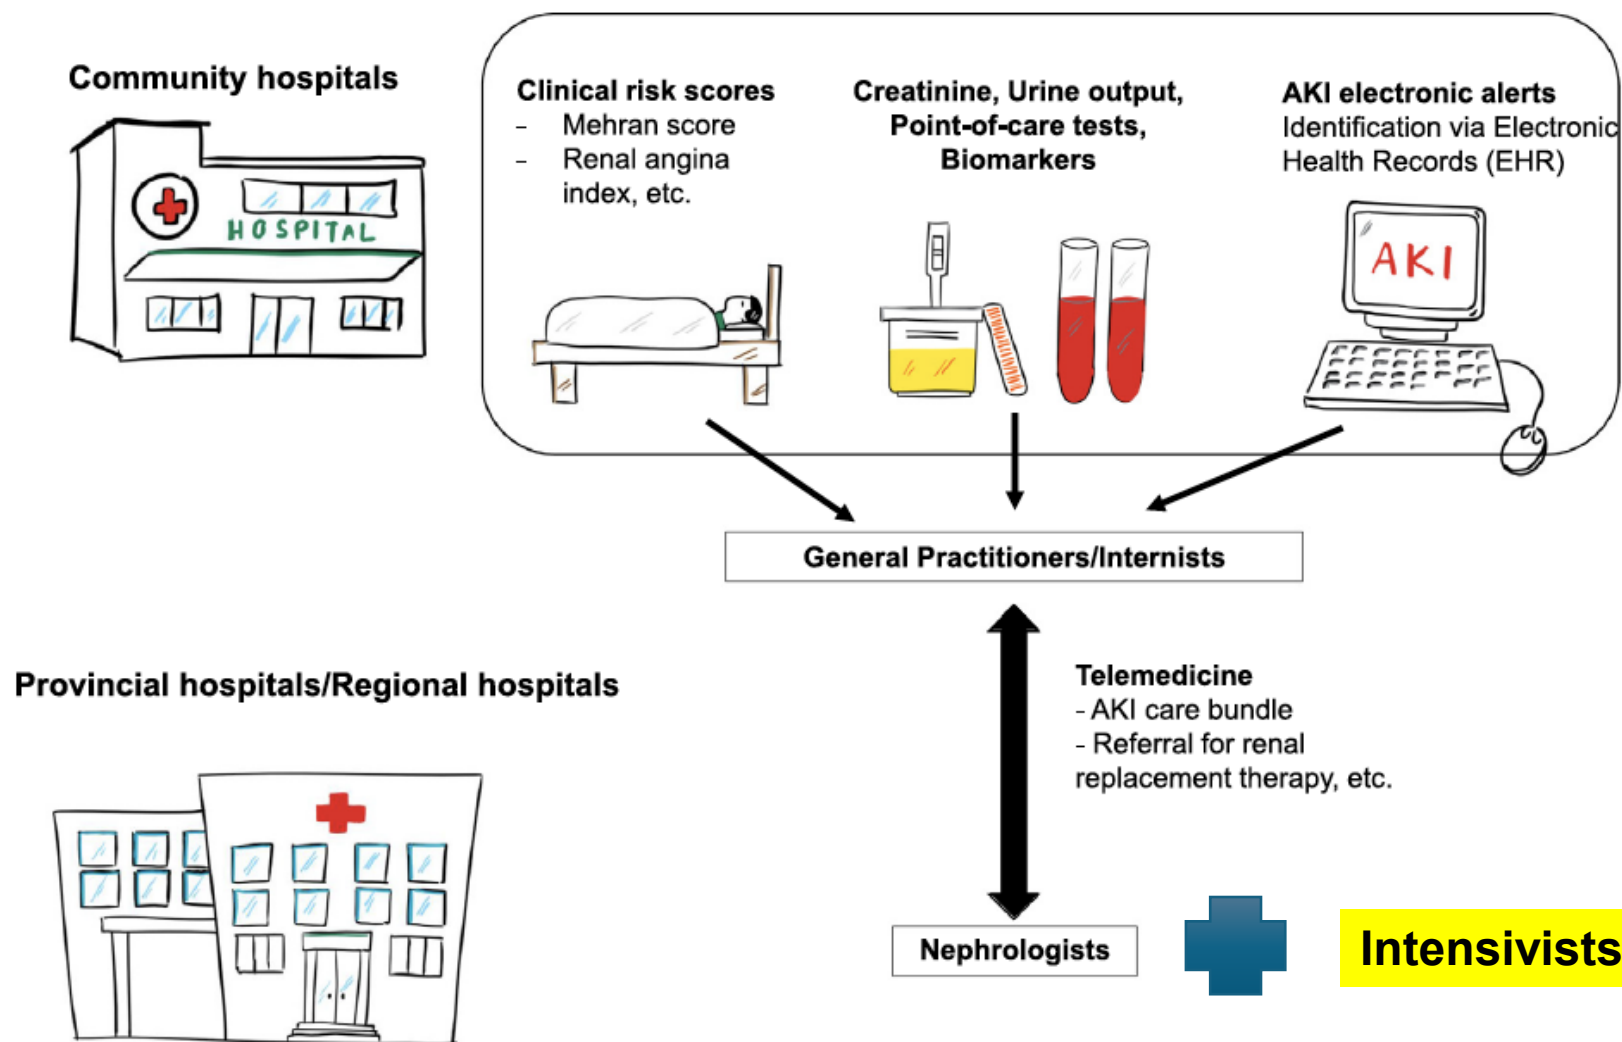 Community hospitals
HOSPITAL
Clinical risk scores
- Mehran score
- Renal angina
index, etc.
Creatinine, Urine output,
Point-of-care tests,
Biomarkers
AKI electronic alerts
Identification via Electronic
Health Records (EHR)
AKI
General Practitioners/Internists
Provincial hospitals/Regional hospitals
Telemedicine
- AKI care bundle
- Referral for renal
replacement therapy, etc.
Nephrologists
Intensivists